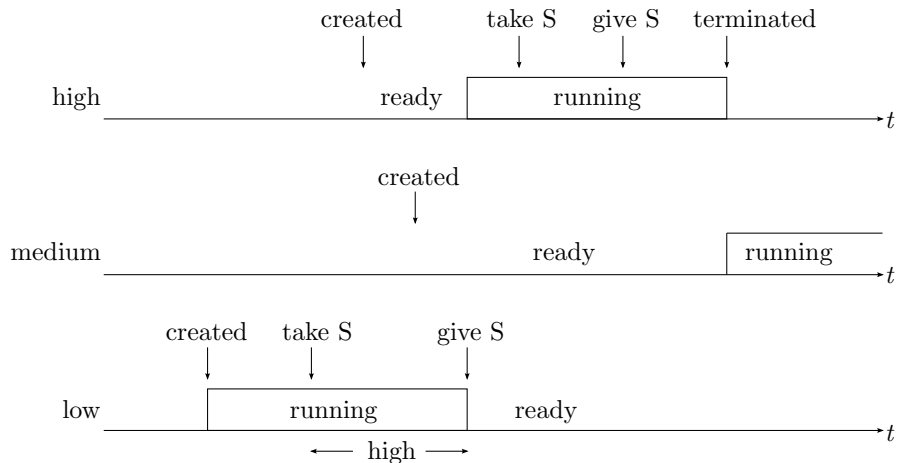 created take S give S terminated
high ready running
t
created
medium ready running
t
created take S give S
low running ready
t
high